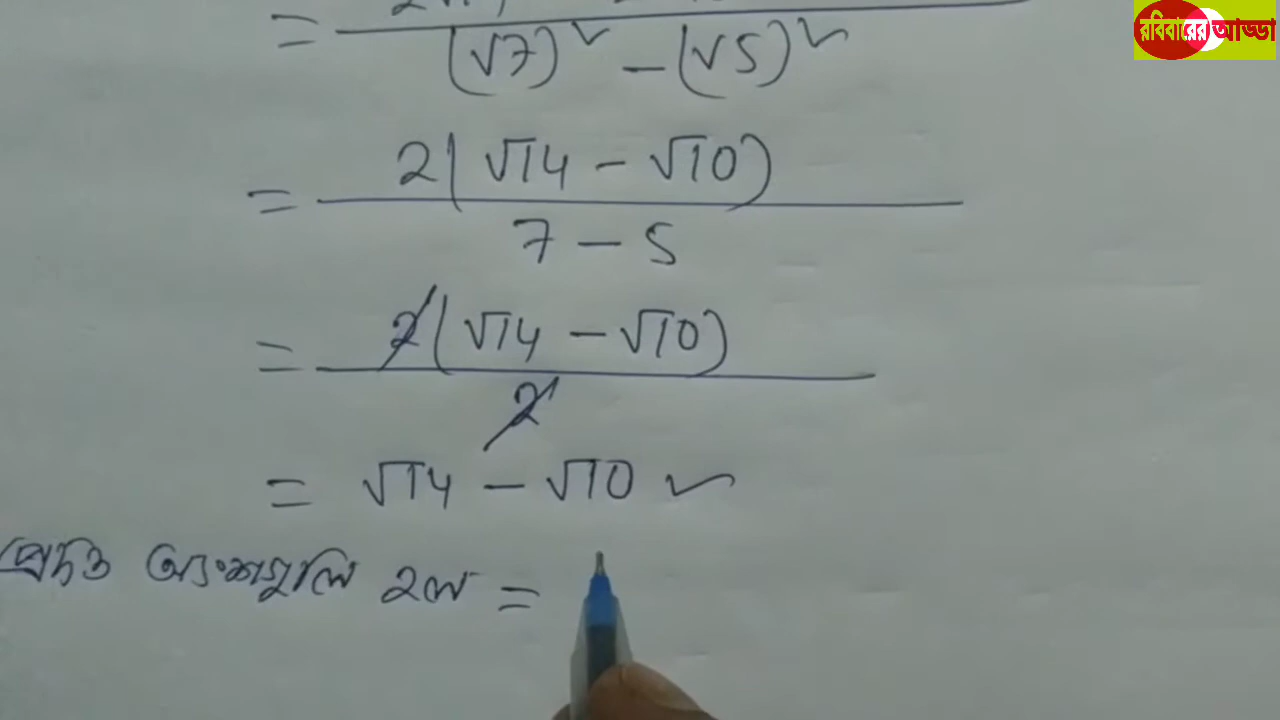 রবিবারের আড্ডা
= (√7)² − (√5)²
= 2(√14 − √10)
7 − 5
= 2(√14 − √10)
2
= √14 − √10
প্রদত্ত অংশগুলি হল =